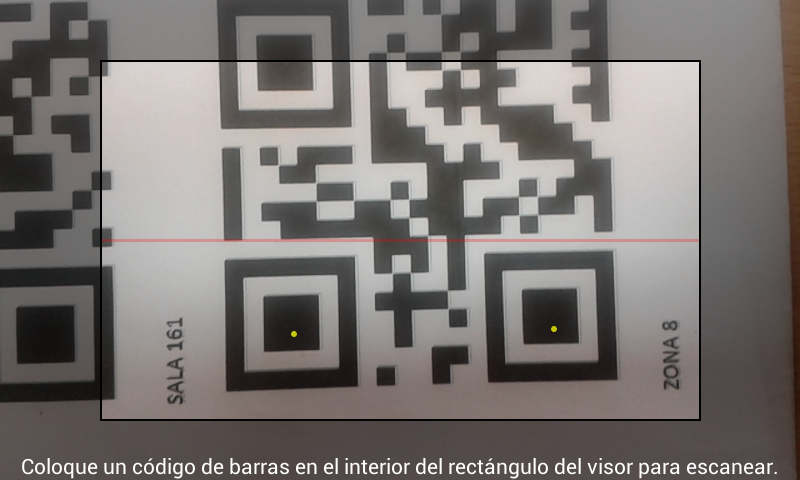 SALA 161
ZONA 8
Coloque un código de barras en el interior del rectángulo del visor para escanear.